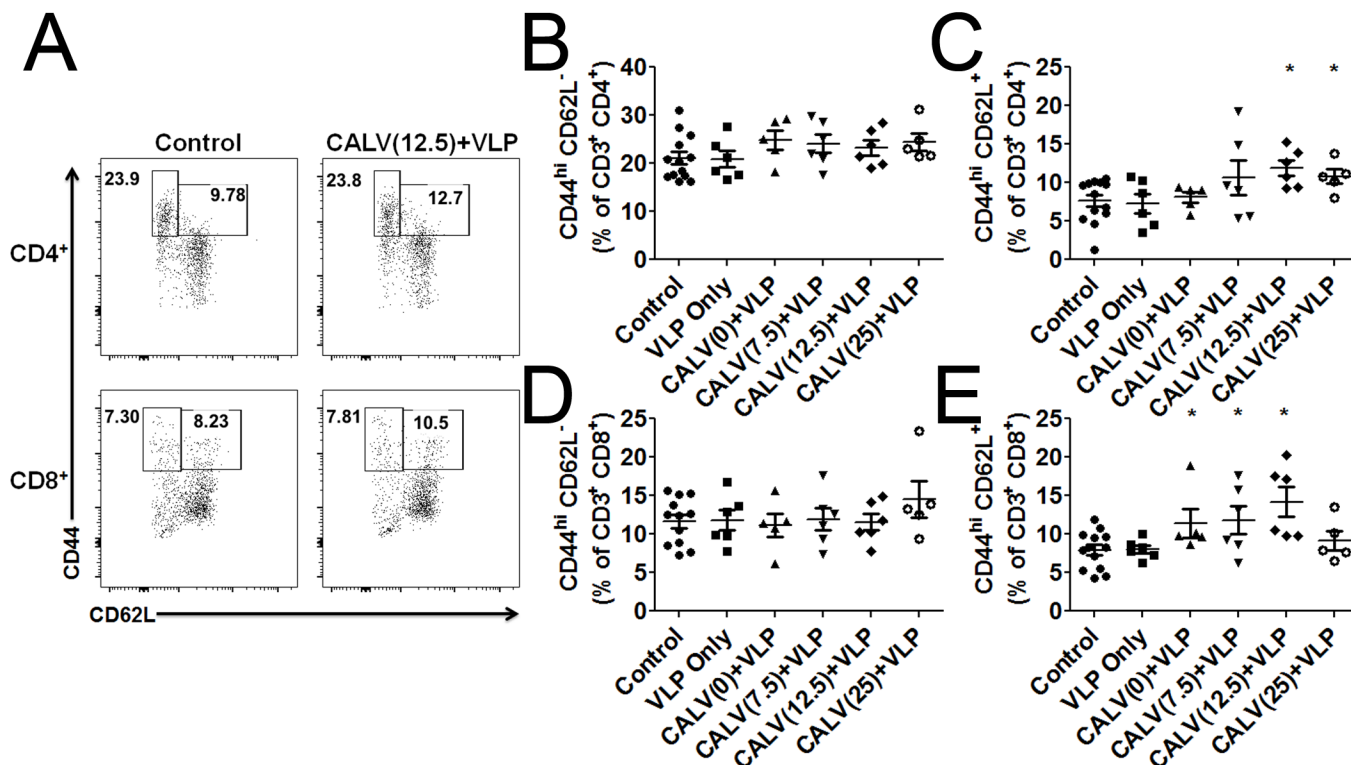 A
Control
CALV(12.5)+VLP
23.9
9.78
23.8
12.7
CD4+
7.30
8.23
7.81
10.5
CD8+
CD44
CD62L
B
CD44hi CD62L-
(% of CD3+ CD4+)
40
30
20
10
0
Control
VLP Only
CALV(0)+VLP
CALV(7.5)+VLP
CALV(12.5)+VLP
CALV(25)+VLP
C
CD44hi CD62L+
(% of CD3+ CD4+)
25
20
15
10
5
0
* *
Control
VLP Only
CALV(0)+VLP
CALV(7.5)+VLP
CALV(12.5)+VLP
CALV(25)+VLP
D
CD44hi CD62L-
(% of CD3+ CD8+)
25
20
15
10
5
0
Control
VLP Only
CALV(0)+VLP
CALV(7.5)+VLP
CALV(12.5)+VLP
CALV(25)+VLP
E
CD44hi CD62L+
(% of CD3+ CD8+)
25
20
15
10
5
0
* * *
Control
VLP Only
CALV(0)+VLP
CALV(7.5)+VLP
CALV(12.5)+VLP
CALV(25)+VLP